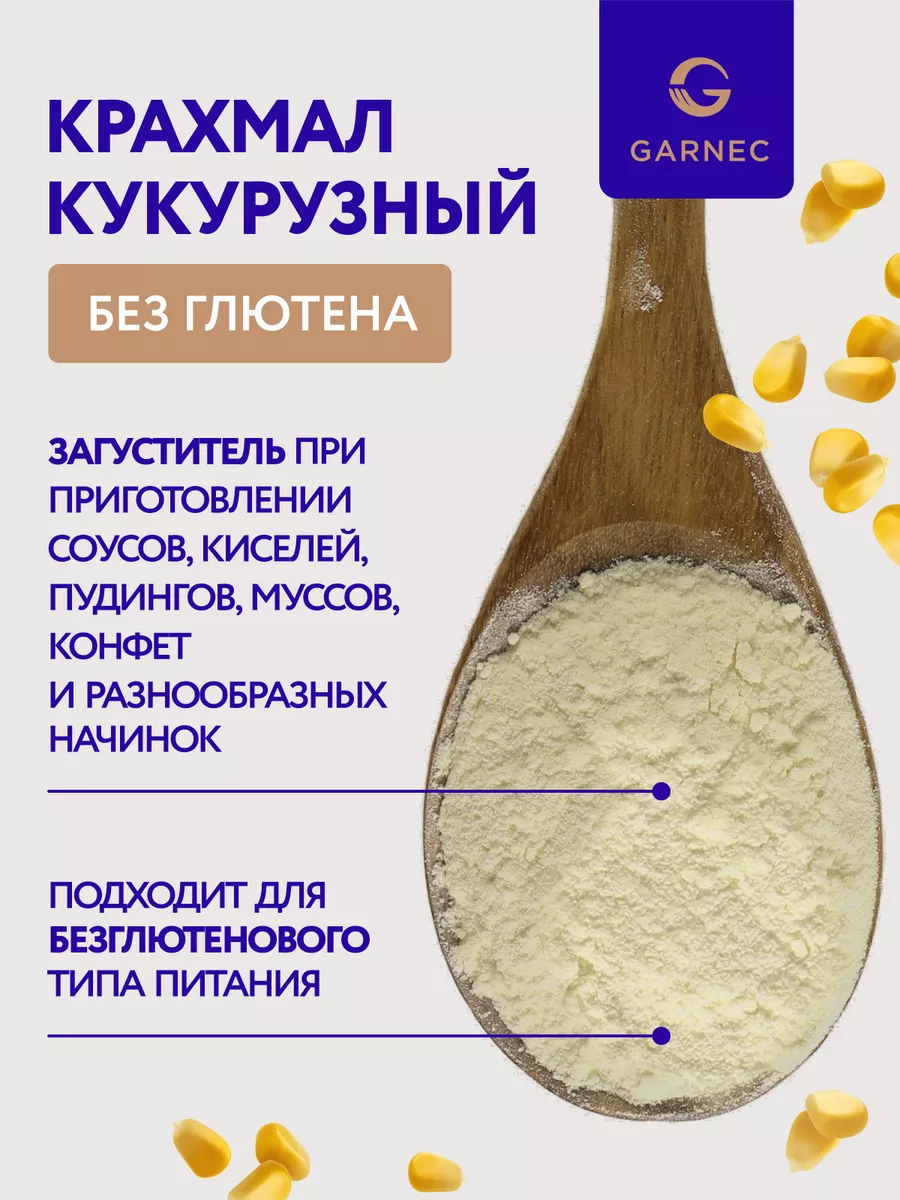 КРАХМАЛ
КУКУРУЗНЫЙ
GARNEC
БЕЗ ГЛЮТЕНА
ЗАГУСТИТЕЛЬ ПРИ
ПРИГОТОВЛЕНИИ
СОУСОВ, КИСЕЛЕЙ,
ПУДИНГОВ, МУССОВ,
КОНФЕТ
И РАЗНООБРАЗНЫХ
НАЧИНОК
ПОДХОДИТ ДЛЯ
БЕЗГЛЮТЕНОВОГО
ТИПА ПИТАНИЯ